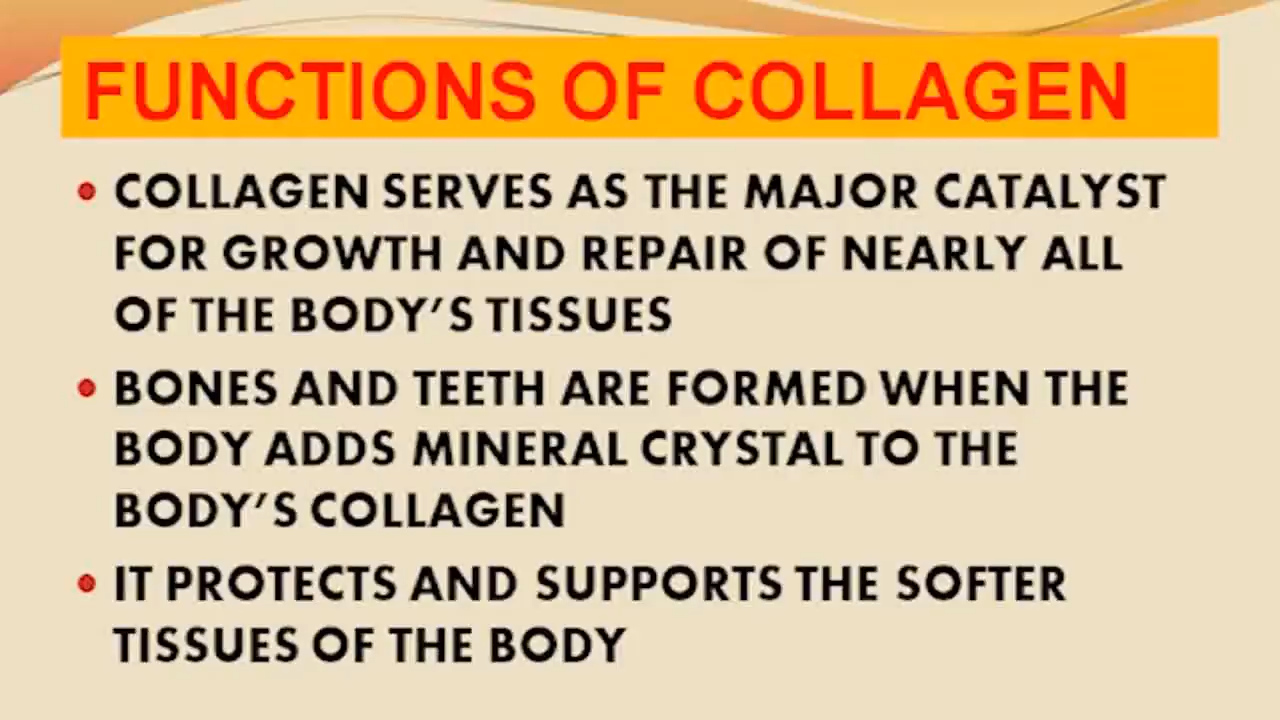 FUNCTIONS OF COLLAGEN
• COLLAGEN SERVES AS THE MAJOR CATALYST
FOR GROWTH AND REPAIR OF NEARLY ALL
OF THE BODY’S TISSUES
• BONES AND TEETH ARE FORMED WHEN THE
BODY ADDS MINERAL CRYSTAL TO THE
BODY’S COLLAGEN
• IT PROTECTS AND SUPPORTS THE SOFTER
TISSUES OF THE BODY